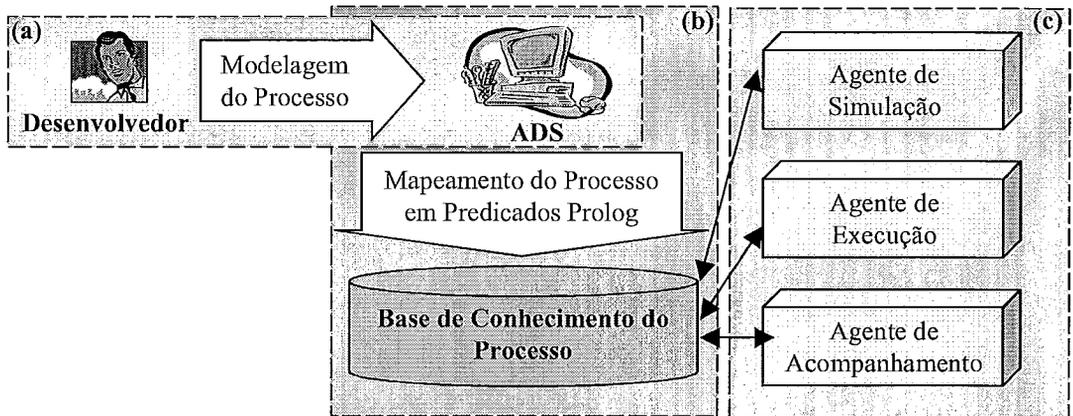 (a)
Desenvolvedor
Modelagem
do Processo
ADS
(b)
Mapeamento do Processo
em Predicados Prolog
Base de Conhecimento do
Processo
(c)
Agente de
Simulação
Agente de
Execução
Agente de
Acompanhamento